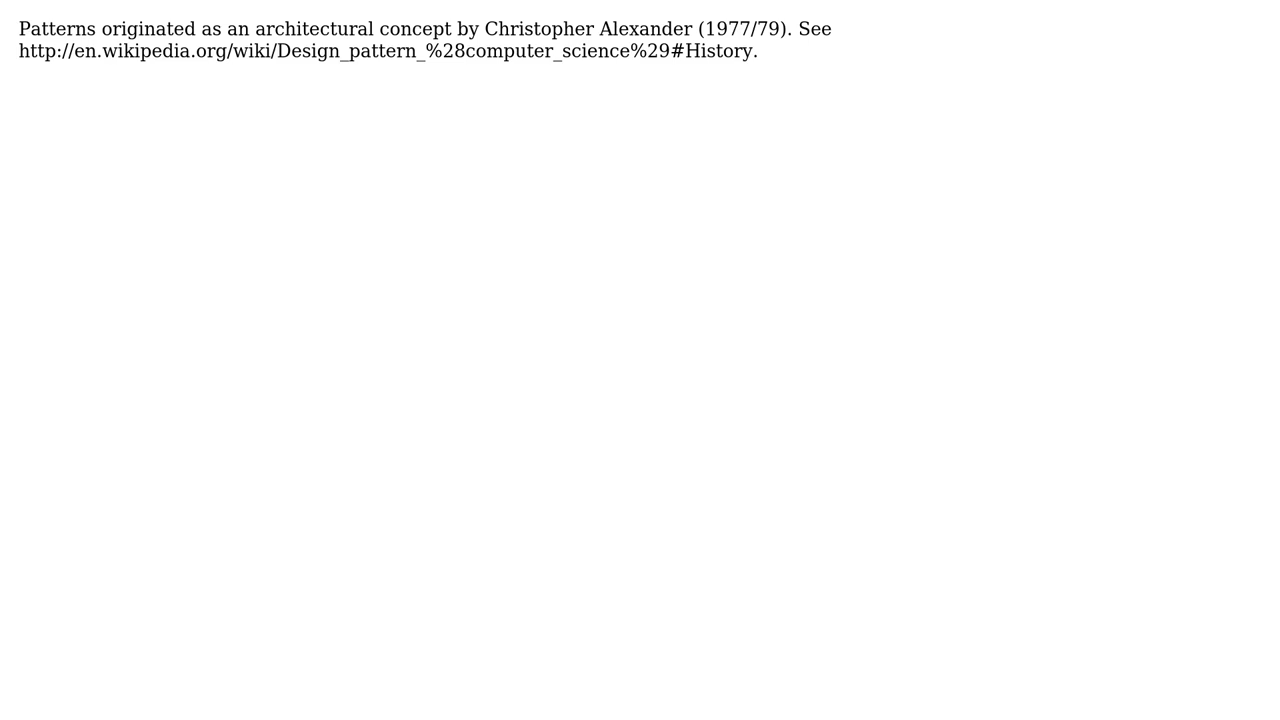 Patterns originated as an architectural concept by Christopher Alexander (1977/79). See
http://en.wikipedia.org/wiki/Design_pattern_%28computer_science%29#History.